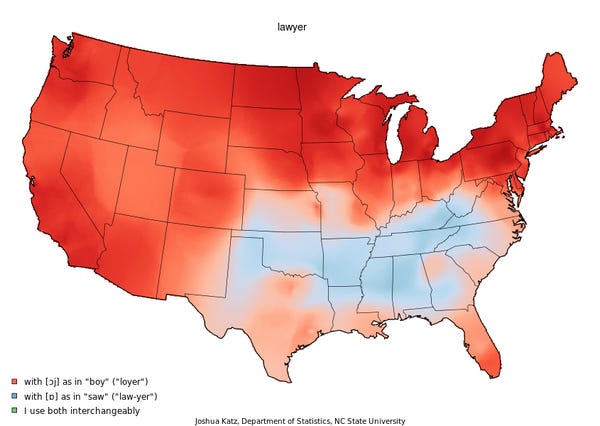 lawyer
with [ɔj] as in "boy" ("loyer")
with [ɒ] as in "saw" ("law-yer")
I use both interchangeably
Joshua Katz, Department of Statistics, NC State University